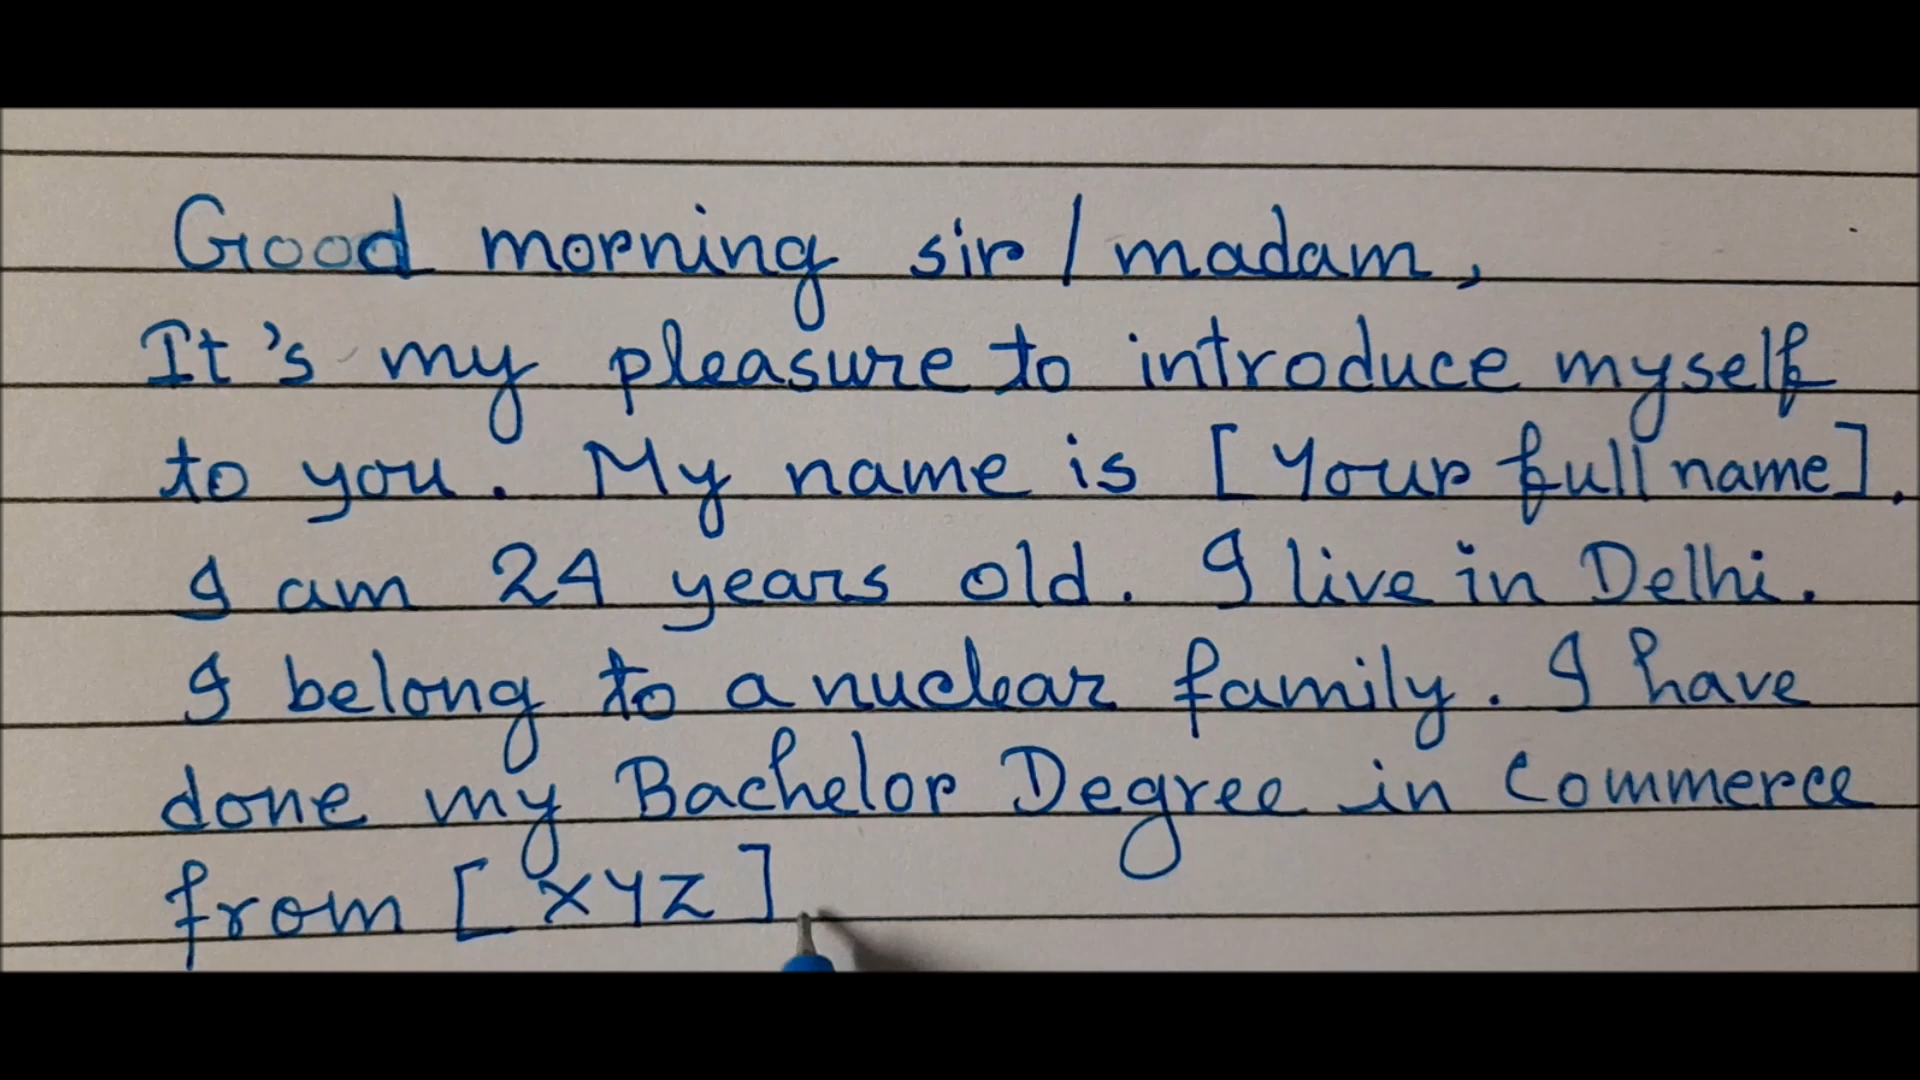 Good morning sir / madam,
It's my pleasure to introduce myself
to you. My name is [Your full name].
I am 24 years old. I live in Delhi.
I belong to a nuclear family. I have
done my Bachelor Degree in Commerce
from [XYZ]